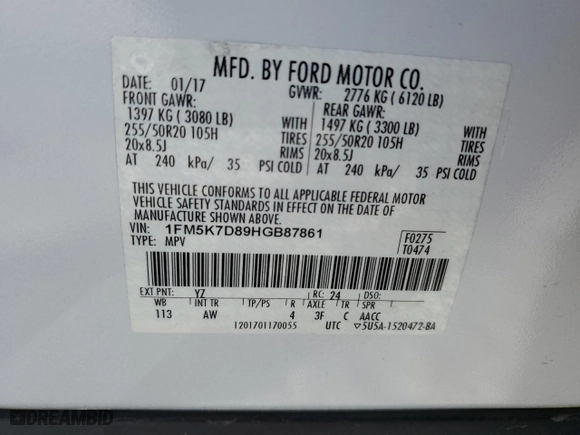 MFD. BY FORD MOTOR CO.
DATE: 01/17 GVWR: 2776 KG ( 6120 LB)
FRONT GAWR: REAR GAWR:
1397 KG ( 3080 LB) WITH 1497 KG ( 3300 LB) WITH
255/50R20 105H TIRES 255/50R20 105H TIRES
20x8.5J RIMS 20x8.5J RIMS
AT 240 kPa/ 35 PSI COLD AT 240 kPa/ 35 PSI COLD
THIS VEHICLE CONFORMS TO ALL APPLICABLE FEDERAL MOTOR
VEHICLE SAFETY STANDARDS IN EFFECT ON THE DATE OF
MANUFACTURE SHOWN ABOVE.
VIN: 1FM5K7D89HGB87861 F0275
TYPE: MPV T0474
EXT PNT: YZ RC: 24 DSO:
WB INT TR TP/PS R AXLE TR SPR
113 AW 4 3F C AACC
1201701170055 UTC ▽5U5A-1520472-BA
DREAMBID